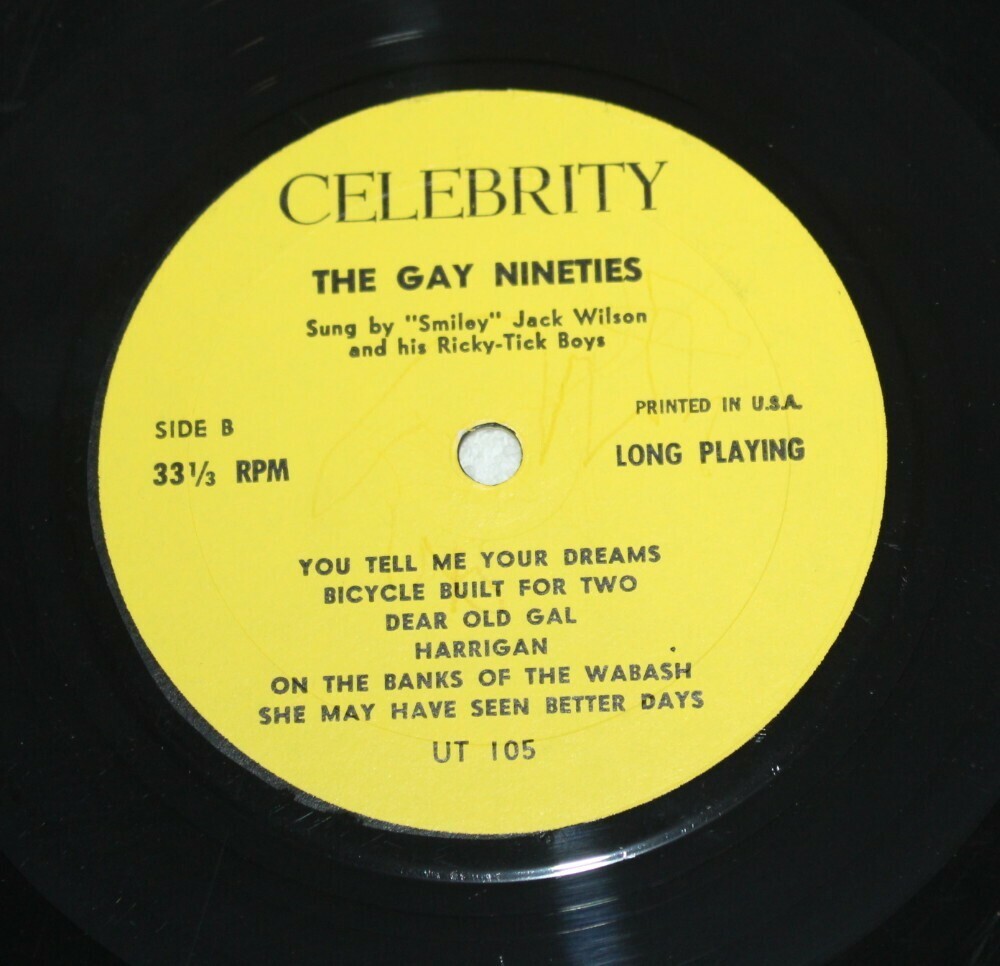 CELEBRITY
THE GAY NINETIES
Sung by "Smiley" Jack Wilson
and his Ricky-Tick Boys
PRINTED IN U.S.A.
SIDE B
LONG PLAYING
33 1/3 RPM
YOU TELL ME YOUR DREAMS
BICYCLE BUILT FOR TWO
DEAR OLD GAL
HARRIGAN
ON THE BANKS OF THE WABASH
SHE MAY HAVE SEEN BETTER DAYS
UT 105